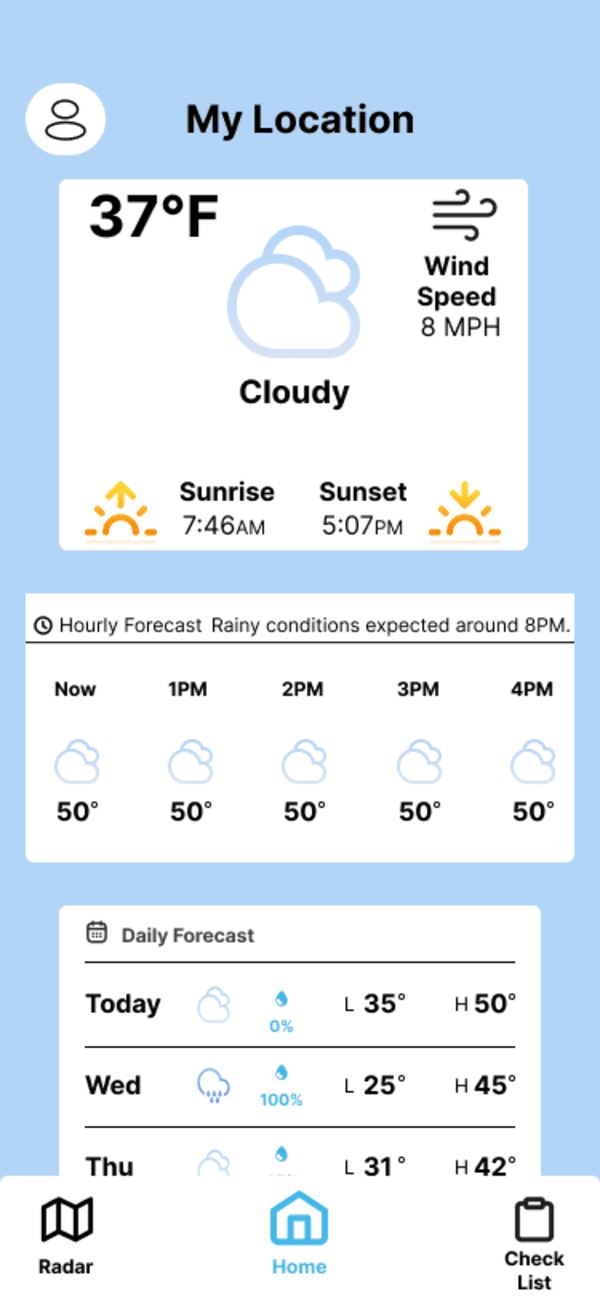 My Location
37°F
Wind
Speed
8 MPH
Cloudy
Sunrise Sunset
7:46AM 5:07PM
Hourly Forecast Rainy conditions expected around 8PM.
Now 1PM 2PM 3PM 4PM
50° 50° 50° 50° 50°
Daily Forecast
Today 0% L 35° H 50°
Wed 100% L 25° H 45°
Thu L 31° H 42°
Radar Home Check
List